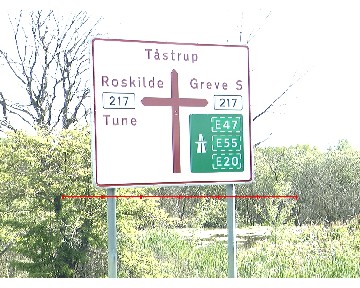 Tåstrup
Roskilde
Greve S
217
217
Tune
E47
E55
E20